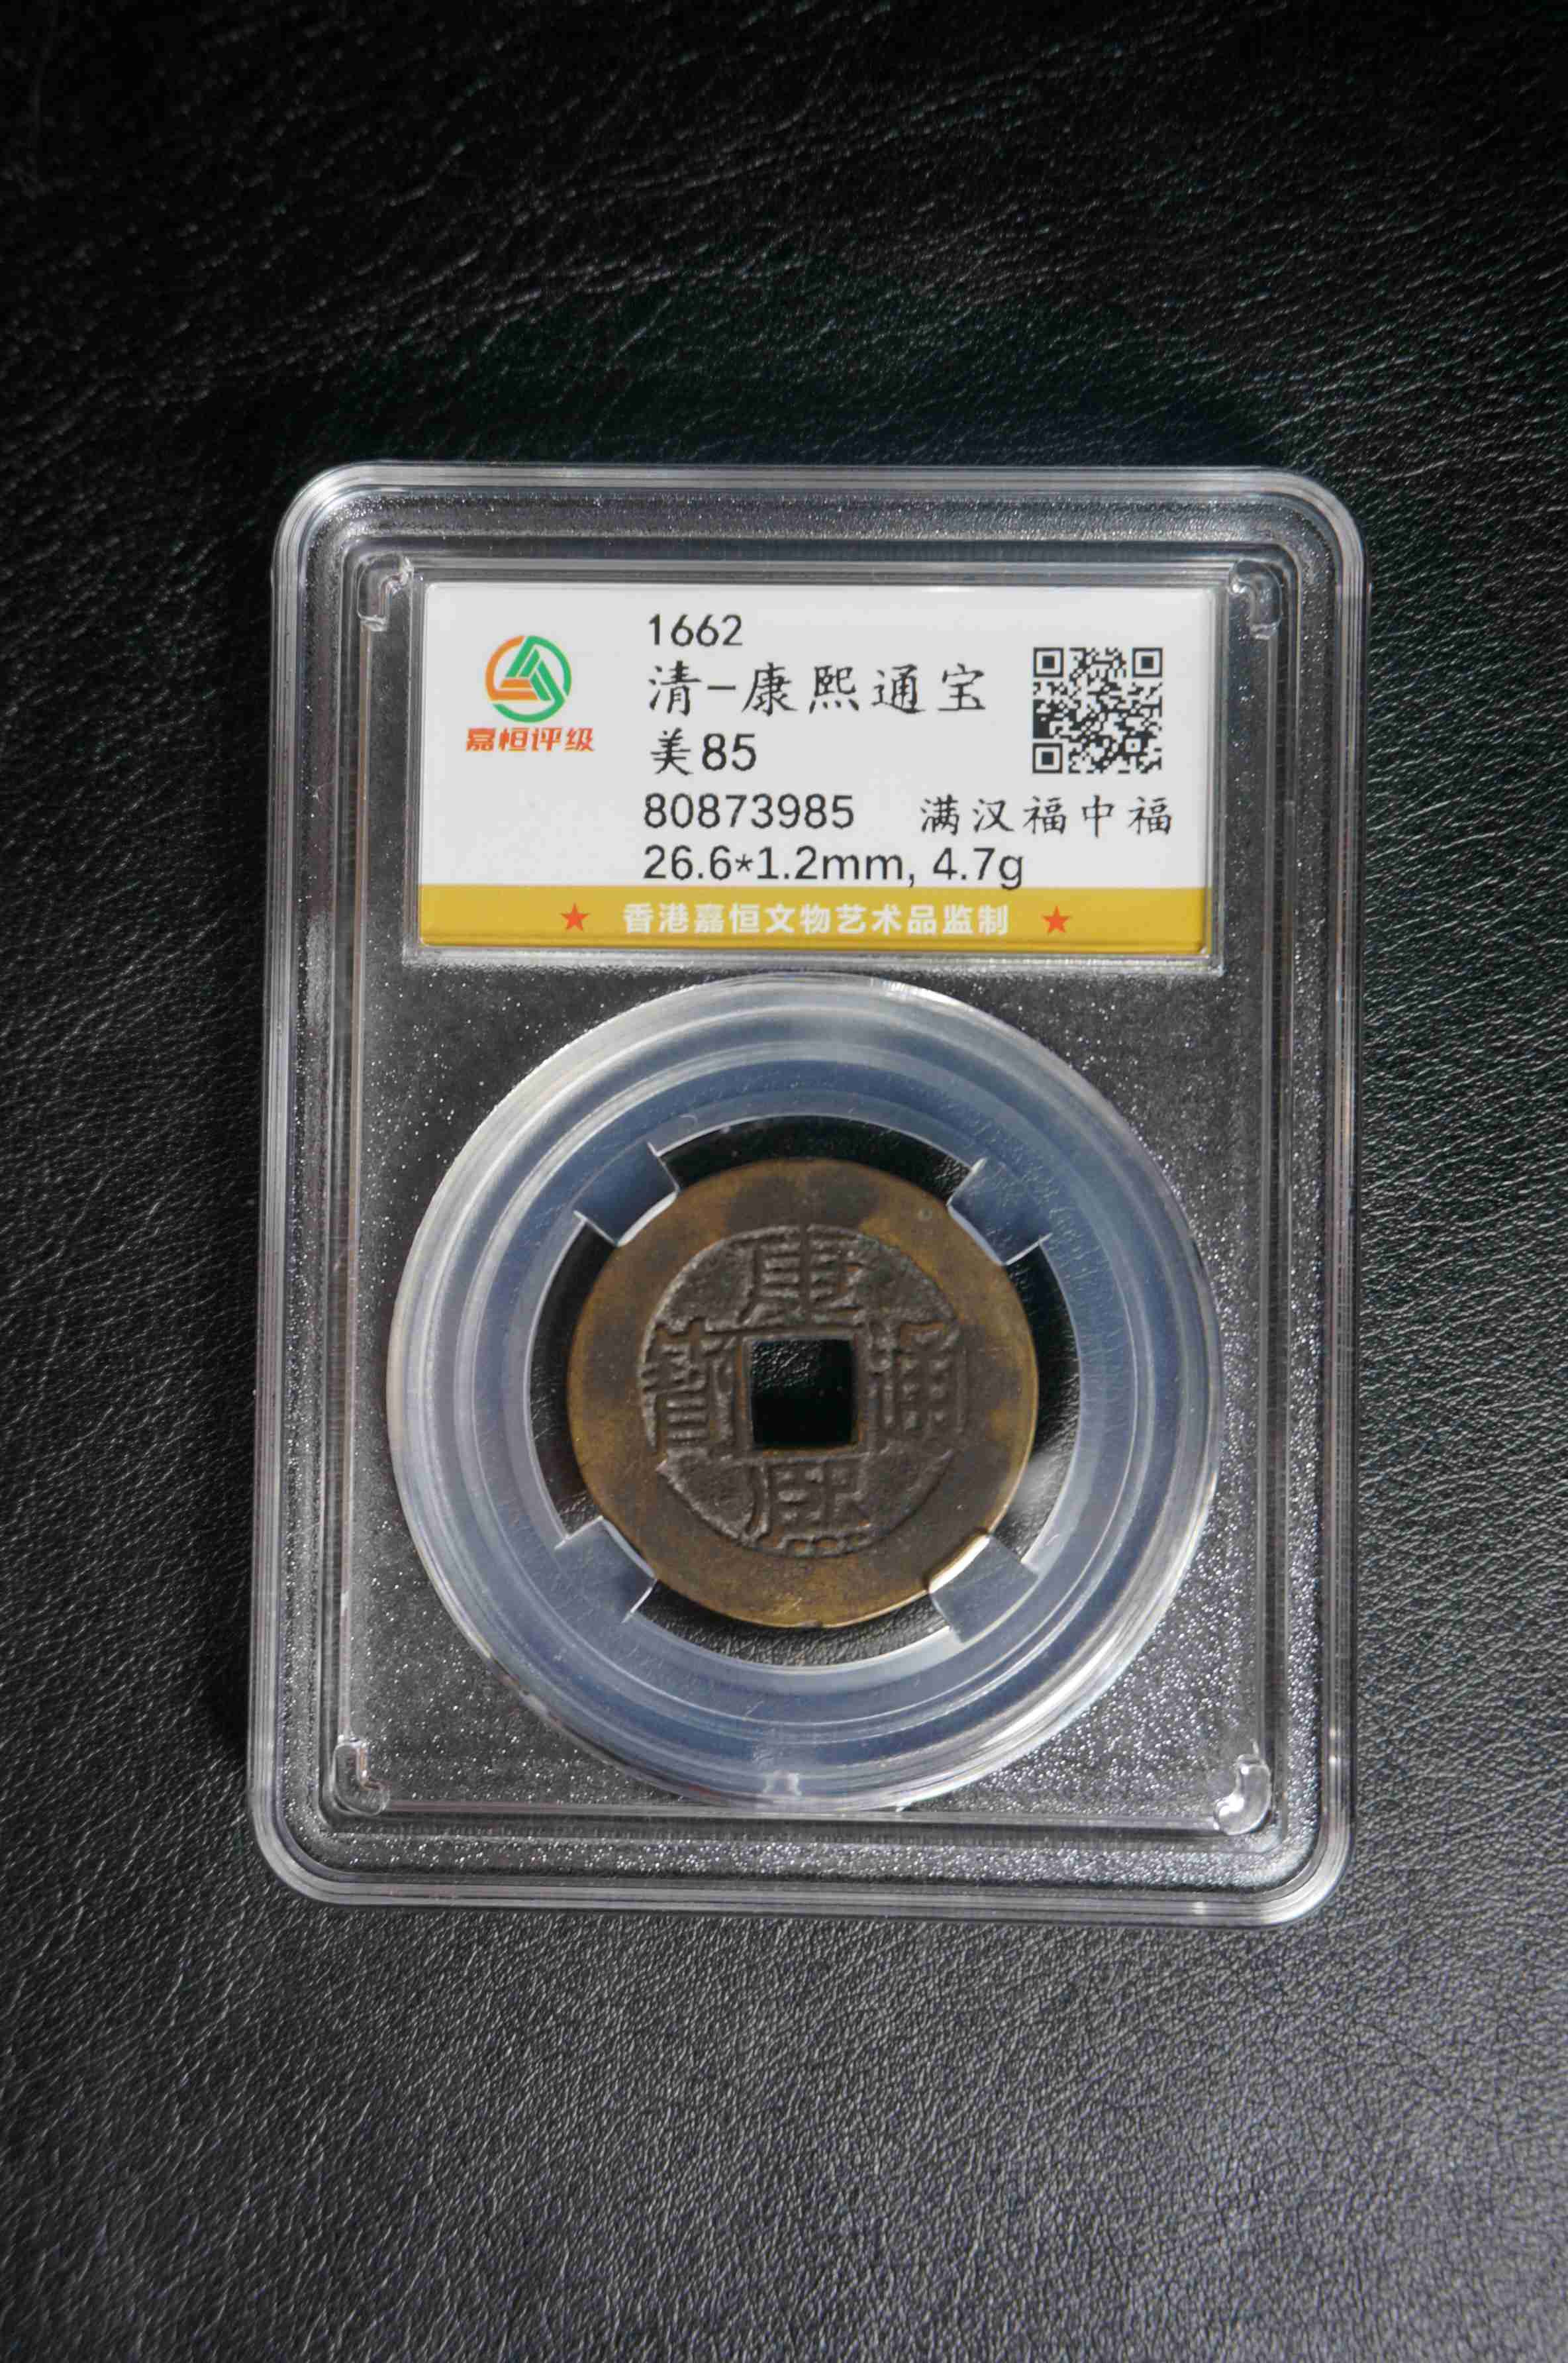 嘉恒评级
1662
清-康熙通宝
美85
80873985 满汉福中福
26.6*1.2mm, 4.7g
★ 香港嘉恒文物艺术品监制 ★
康熙通寳